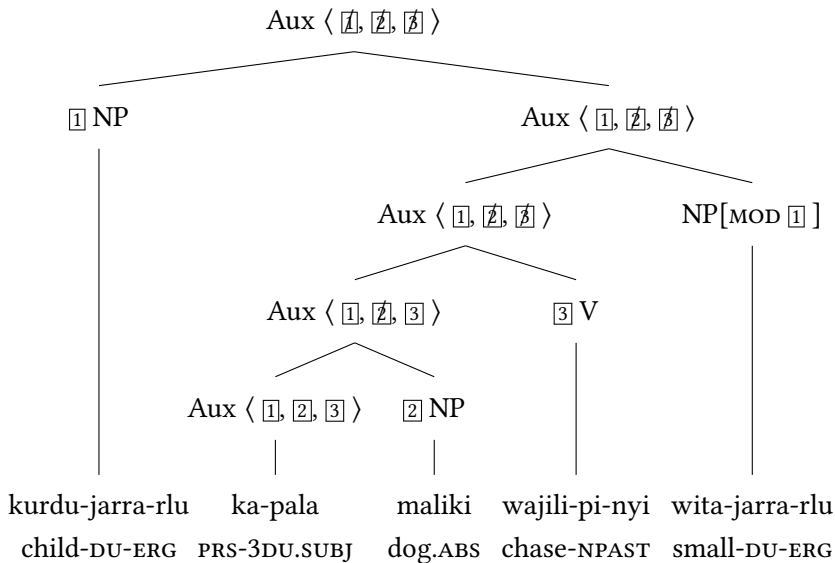 Aux ⟨ 1̸, 2̸, 3̸ ⟩
1 NP Aux ⟨ 1, 2̸, 3̸ ⟩
Aux ⟨ 1, 2̸, 3̸ ⟩ NP[MOD 1 ]
Aux ⟨ 1, 2̸, 3 ⟩ 3 V
Aux ⟨ 1, 2, 3 ⟩ 2 NP
kurdu-jarra-rlu ka-pala maliki wajili-pi-nyi wita-jarra-rlu
child-DU-ERG PRS-3DU.SUBJ dog.ABS chase-NPAST small-DU-ERG